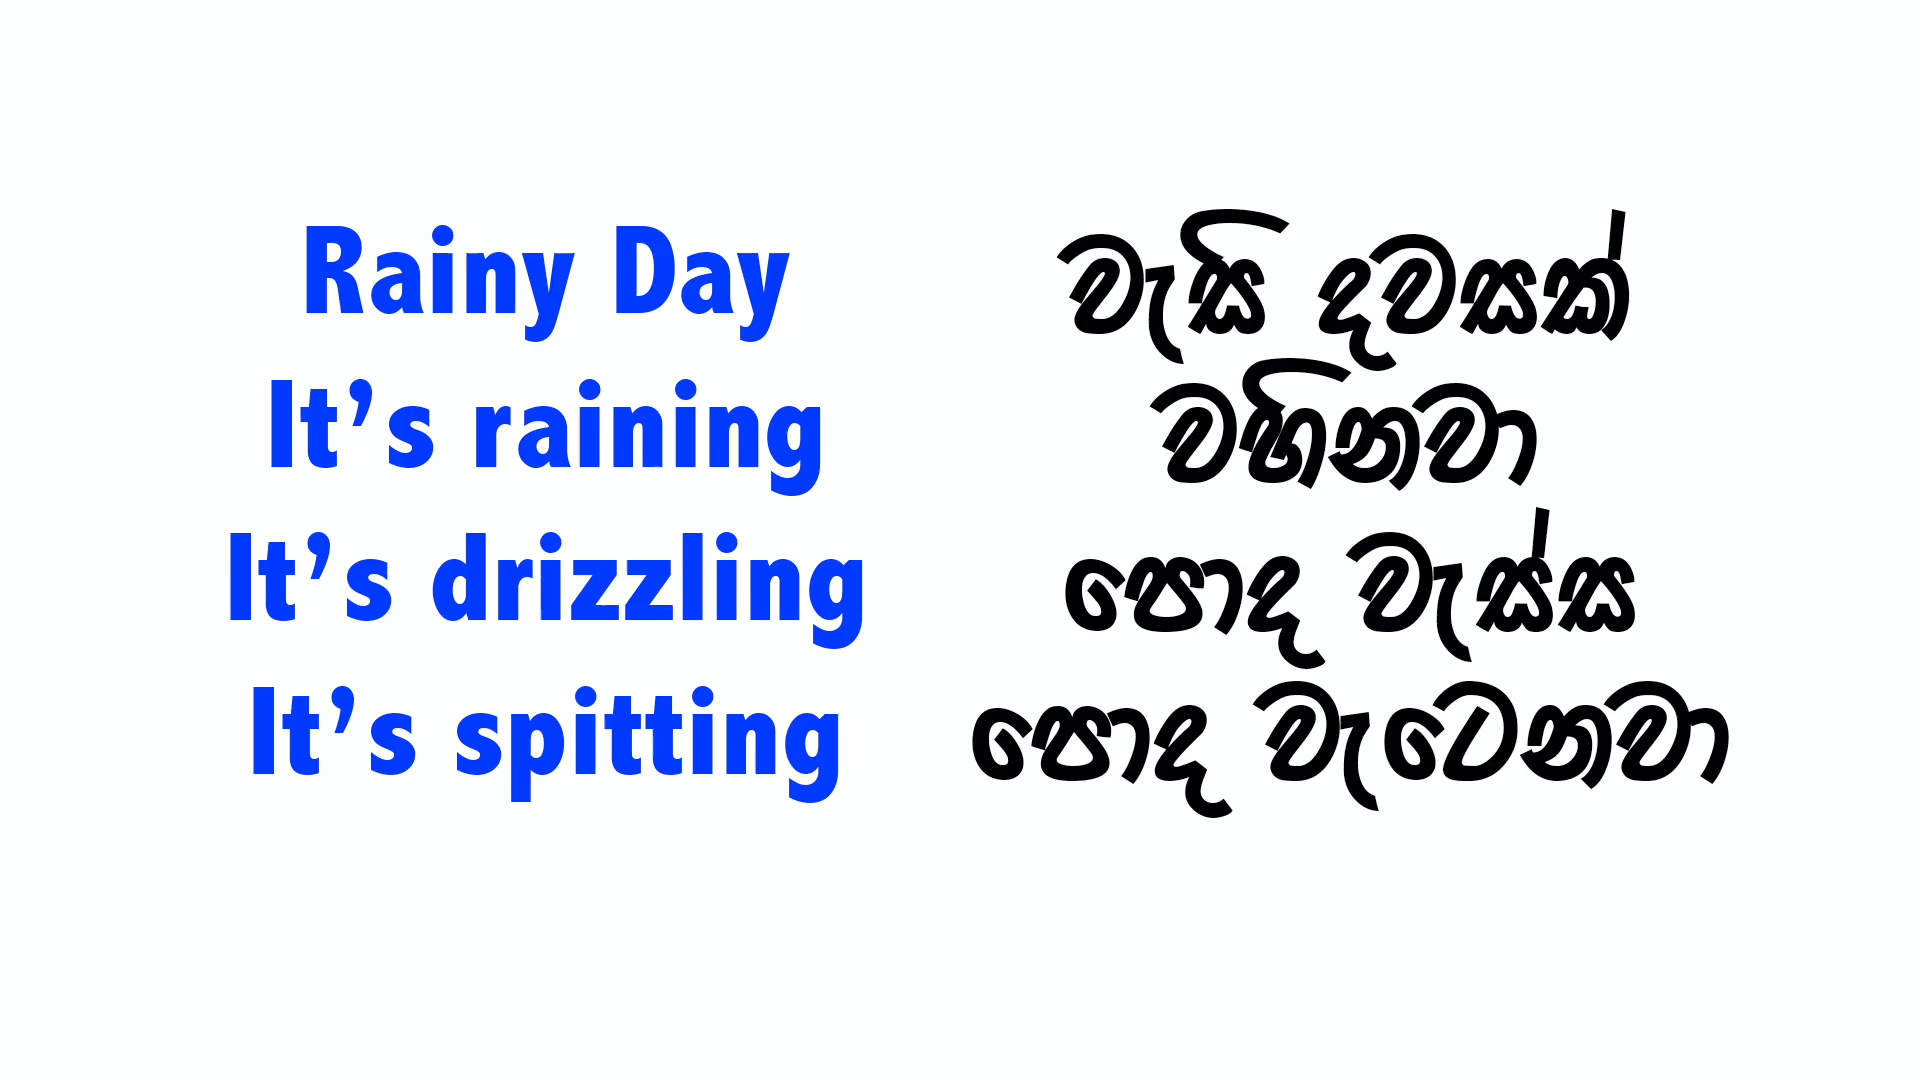 Rainy Day
It’s raining
It’s drizzling
It’s spitting
වැසි දවසක්
වහිනවා
පොද වැස්ස
පොද වැටෙනවා